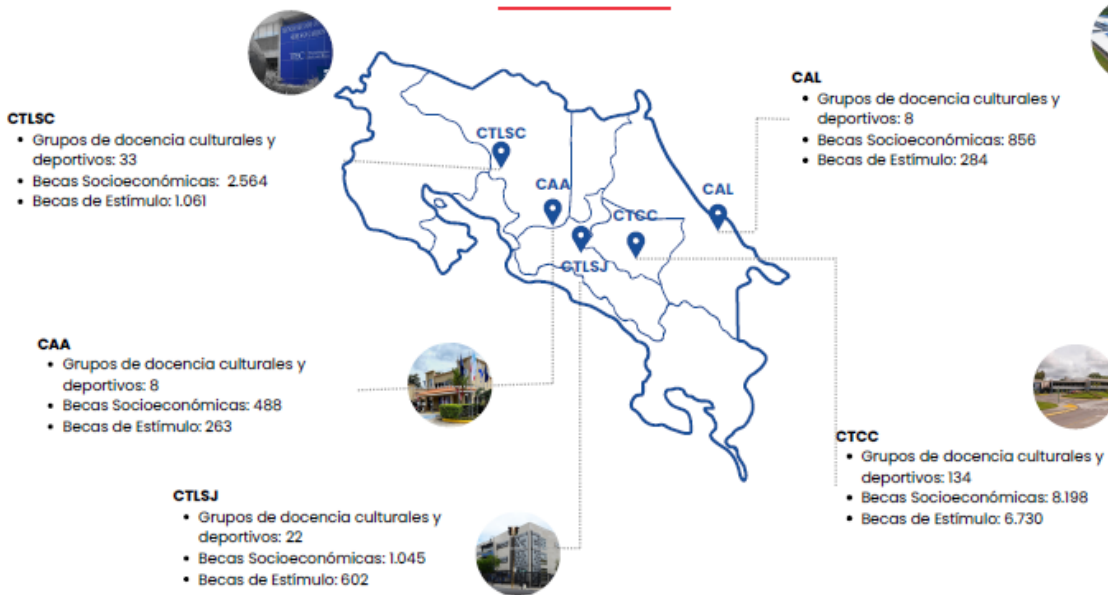 CTLSC
• Grupos de docencia culturales y
deportivos: 33
• Becas Socioeconómicas: 2.564
• Becas de Estímulo: 1.061
CAL
• Grupos de docencia culturales y
deportivos: 8
• Becas Socioeconómicas: 856
• Becas de Estímulo: 284
CTLSC
CAA
CAL
CTCC
CTLSJ
CAA
• Grupos de docencia culturales y
deportivos: 8
• Becas Socioeconómicas: 488
• Becas de Estímulo: 263
CTCC
• Grupos de docencia culturales y
deportivos: 134
• Becas Socioeconómicas: 8.198
• Becas de Estímulo: 6.730
CTLSJ
• Grupos de docencia culturales y
deportivos: 22
• Becas Socioeconómicas: 1.045
• Becas de Estímulo: 602